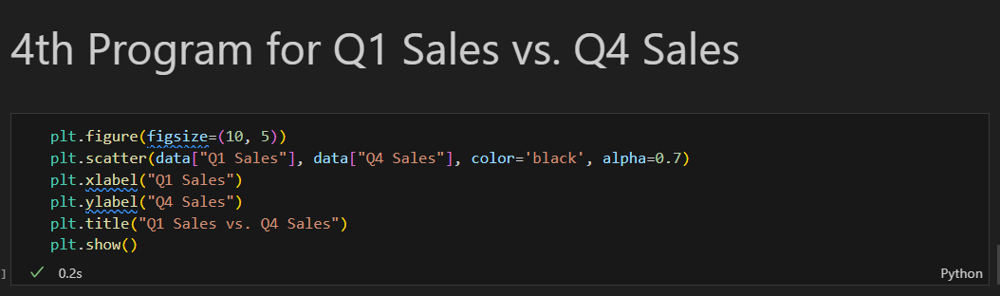 4th Program for Q1 Sales vs. Q4 Sales
plt.figure(figsize=(10, 5))
plt.scatter(data["Q1 Sales"], data["Q4 Sales"], color='black', alpha=0.7)
plt.xlabel("Q1 Sales")
plt.ylabel("Q4 Sales")
plt.title("Q1 Sales vs. Q4 Sales")
plt.show()
] 0.2s Python